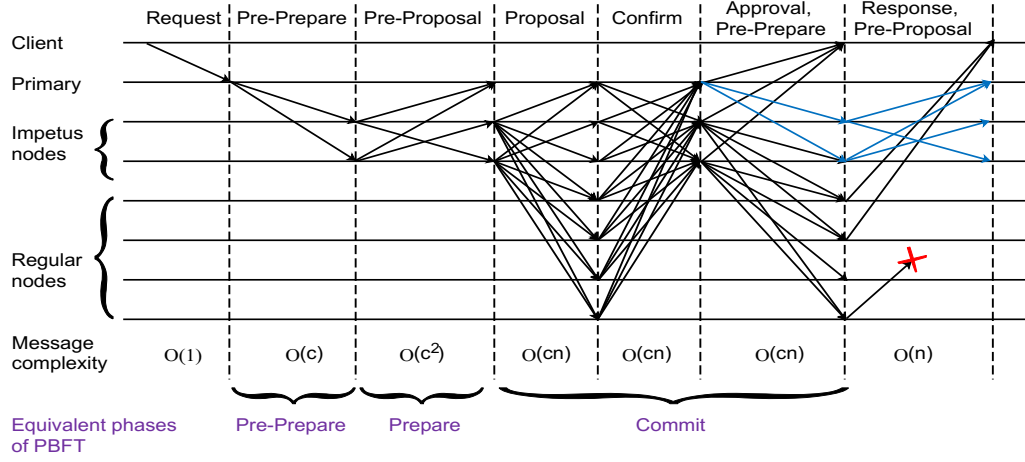 Request
Pre-Prepare
Pre-Proposal
Proposal
Confirm
Approval,
Pre-Prepare
Response,
Pre-Proposal
Client
Primary
Impetus
nodes
Regular
nodes
Message
complexity
O(1)
O(c)
O(c²)
O(cn)
O(cn)
O(cn)
O(n)
Equivalent phases
of PBFT
Pre-Prepare
Prepare
Commit